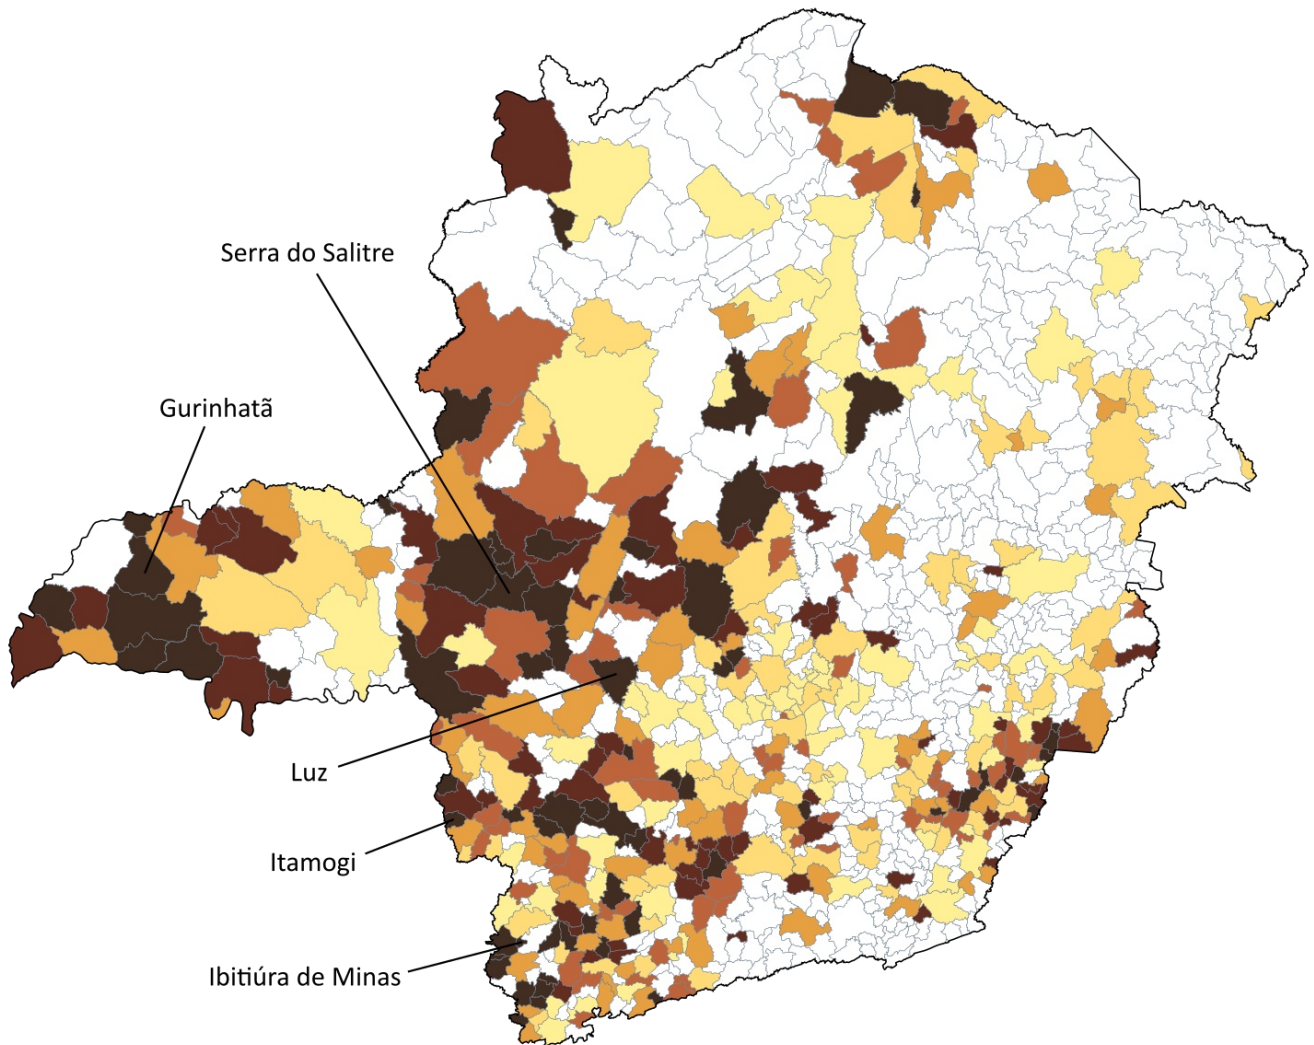 Serra do Salitre
Gurinhatã
Luz
Itamogi
Ibitiúra de Minas